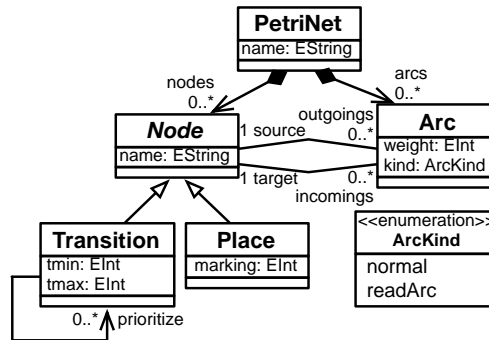 PetriNet
name: EString
nodes
0..*
arcs
0..*
Node
name: EString
1 source
outgoings
0..*
1 target
0..*
incomings
Arc
weight: EInt
kind: ArcKind
Transition
tmin: EInt
tmax: EInt
0..* prioritize
Place
marking: EInt
<<enumeration>>
ArcKind
normal
readArc